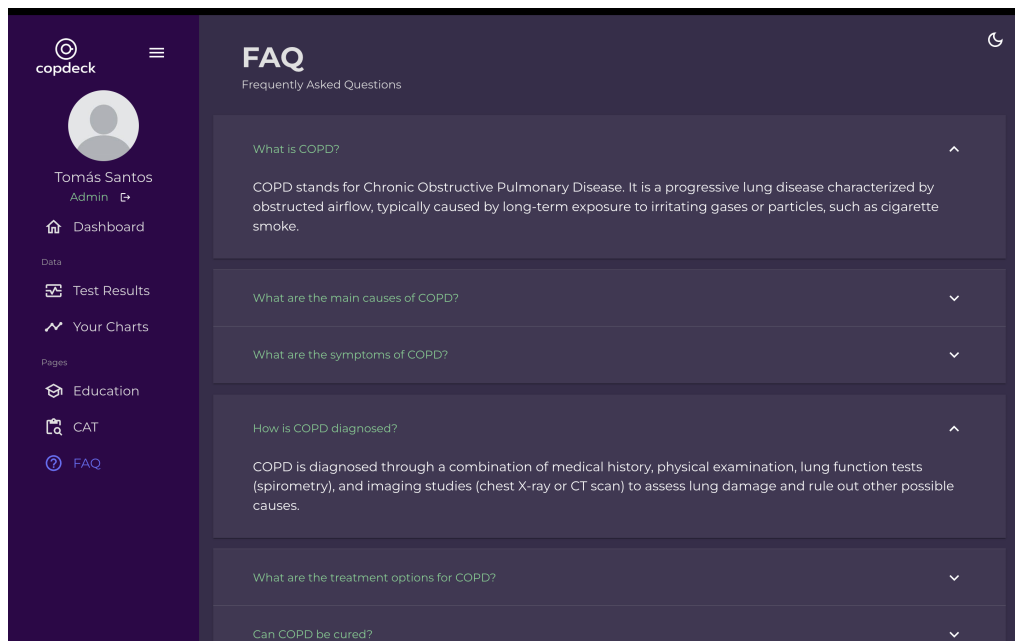 copdeck
Tomás Santos
Admin
Dashboard
Data
Test Results
Your Charts
Pages
Education
CAT
FAQ
FAQ
Frequently Asked Questions
What is COPD?
COPD stands for Chronic Obstructive Pulmonary Disease. It is a progressive lung disease characterized by
obstructed airflow, typically caused by long-term exposure to irritating gases or particles, such as cigarette
smoke.
What are the main causes of COPD?
What are the symptoms of COPD?
How is COPD diagnosed?
COPD is diagnosed through a combination of medical history, physical examination, lung function tests
(spirometry), and imaging studies (chest X-ray or CT scan) to assess lung damage and rule out other possible
causes.
What are the treatment options for COPD?
Can COPD be cured?